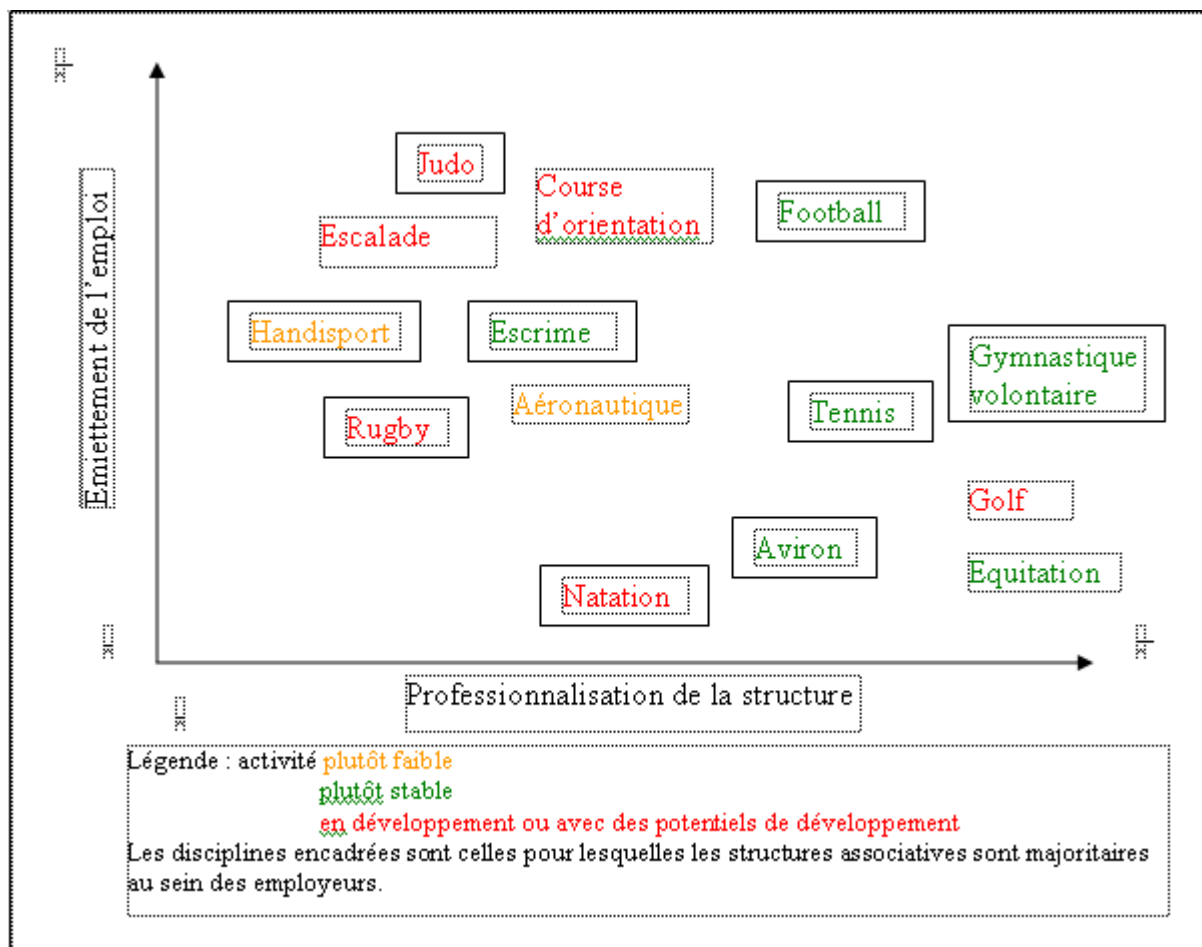 Judo
Course
d'orientation
Football
Escalade
Handisport
Escrime
Gymnastique
volontaire
Aéronautique
Tennis
Rugby
Golf
Aviron
Equitation
Natation
Emiettement de l'emploi
Professionnalisation de la structure
Légende : activité plutôt faible
plutôt stable
en développement ou avec des potentiels de développement
Les disciplines encadrées sont celles pour lesquelles les structures associatives sont majoritaires
au sein des employeurs.